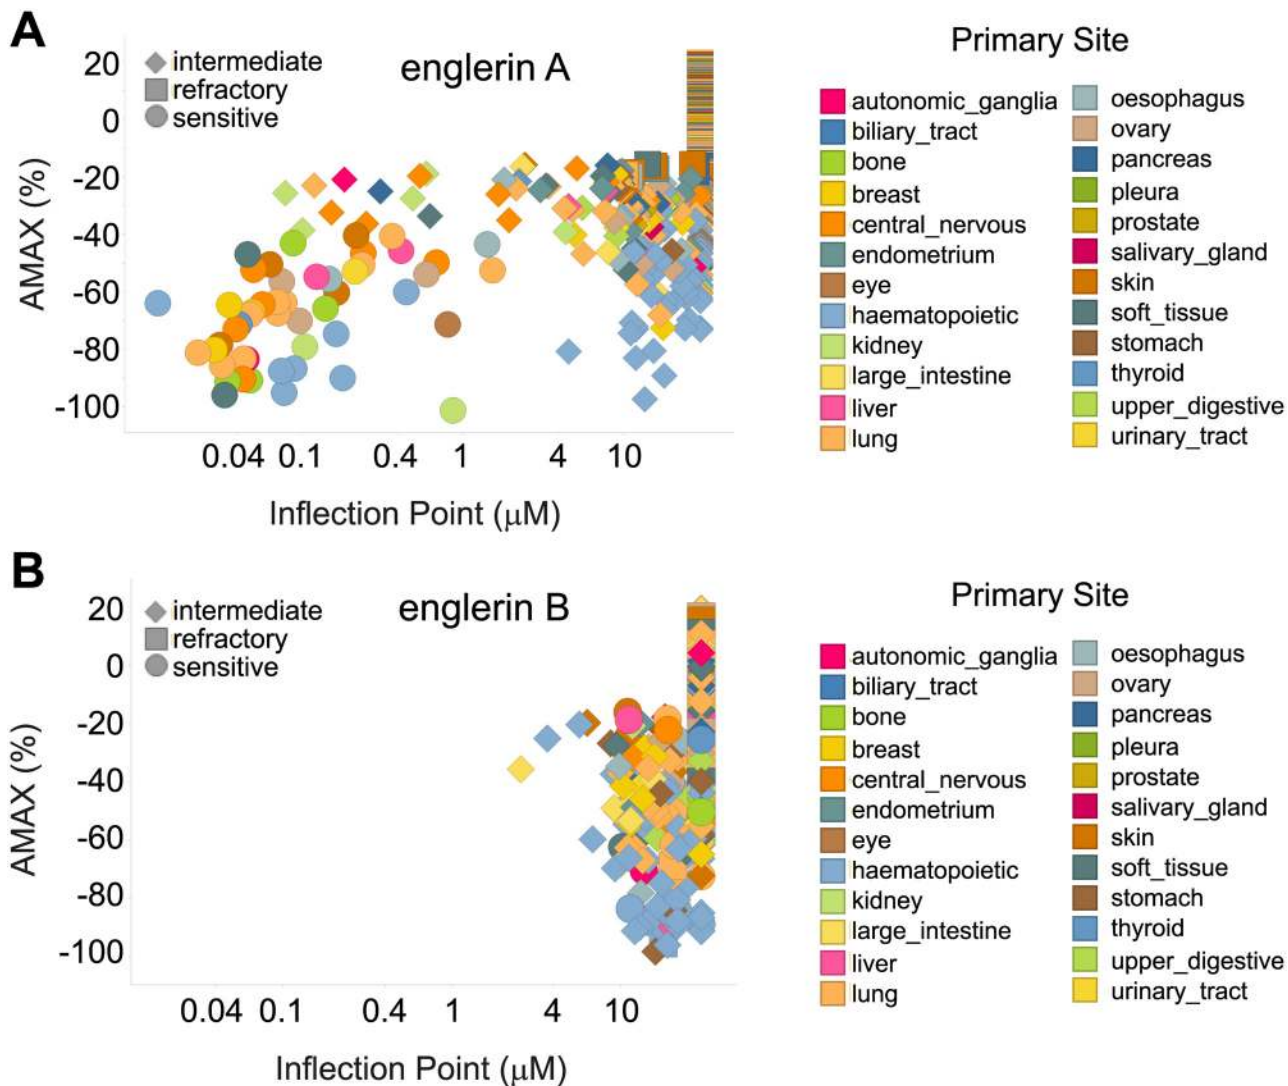 A
englerin A
intermediate
refractory
sensitive
AMAX (%)
20
0
-20
-40
-60
-80
-100
0.04 0.1 0.4 1 4 10
Inflection Point (μM)
Primary Site
autonomic_ganglia
biliary_tract
bone
breast
central_nervous
endometrium
eye
haematopoietic
kidney
large_intestine
liver
lung
oesophagus
ovary
pancreas
pleura
prostate
salivary_gland
skin
soft_tissue
stomach
thyroid
upper_digestive
urinary_tract
B
englerin B
intermediate
refractory
sensitive
AMAX (%)
20
0
-20
-40
-60
-80
-100
0.04 0.1 0.4 1 4 10
Inflection Point (μM)
Primary Site
autonomic_ganglia
biliary_tract
bone
breast
central_nervous
endometrium
eye
haematopoietic
kidney
large_intestine
liver
lung
oesophagus
ovary
pancreas
pleura
prostate
salivary_gland
skin
soft_tissue
stomach
thyroid
upper_digestive
urinary_tract